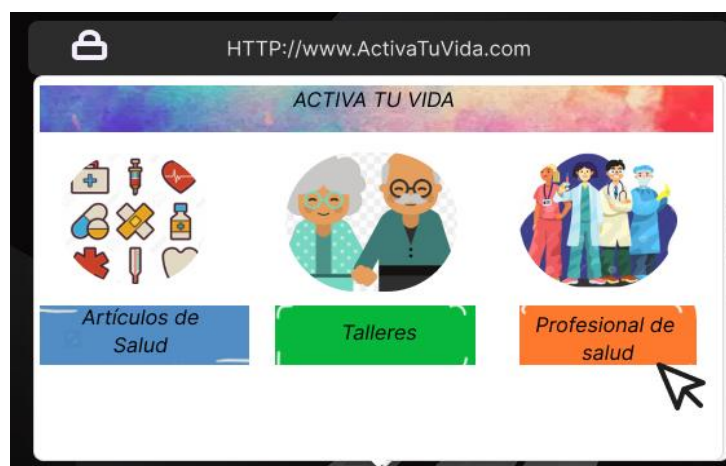 HTTP://www.ActivaTuVida.com
ACTIVA TU VIDA
Artículos de
Salud
Talleres
Profesional de
salud